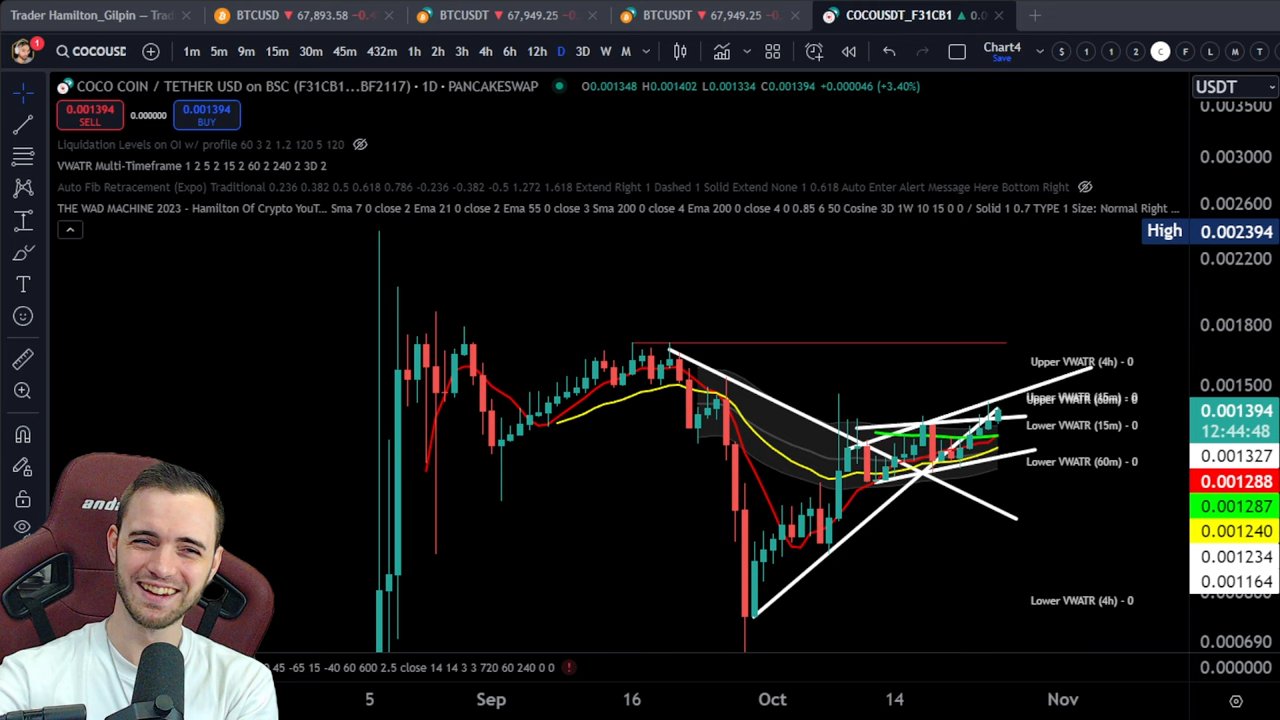 Trader Hamilton_Gilpin — Trad
BTCUSD ▼ 67,893.58 −0.4
BTCUSDT ▼ 67,949.25 −0.
BTCUSDT ▼ 67,949.25 −0.
COCOUSDT_F31CB1 ▲ 0.0
1
COCOUSD
1m 5m 9m 15m 30m 45m 432m 1h 2h 3h 4h 6h 12h D 3D W M
Chart4
Save
$ 1 1 2 C F L M T
COCO COIN / TETHER USD on BSC (F31CB1...BF2117) · 1D · PANCAKESWAP
O0.001348 H0.001402 L0.001334 C0.001394 +0.000046 (+3.40%)
USDT
0.001394
SELL
0.000000
0.001394
BUY
Liquidation Levels on OI w/ profile 60 3 2 1.2 120 5 120
VWATR Multi-Timeframe 1 2 5 2 15 2 60 2 240 2 3D 2
Auto Fib Retracement (Expo) Traditional 0.236 0.382 0.5 0.618 0.786 -0.236 -0.382 -0.5 1.272 1.618 Extend Right 1 Dashed 1 Solid Extend None 1 0.618 Auto Enter Alert Message Here Bottom Right
THE WAD MACHINE 2023 - Hamilton Of Crypto YouT... Sma 7 0 close 2 Ema 21 0 close 2 Ema 55 0 close 3 Sma 200 0 close 4 Ema 200 0 close 4 0 0.85 6 50 Cosine 3D 1W 10 15 0 0 / Solid 1 0.7 TYPE 1 Size: Normal Right ...
0.003500
0.003000
0.002600
High 0.002394
0.002200
0.001800
Upper VWATR (4h) - 0
0.001500
Upper VWATR (60m) - 0
0.001394
12:44:48
Lower VWATR (15m) - 0
0.001327
Lower VWATR (60m) - 0
0.001288
0.001287
0.001240
0.001234
0.001164
Lower VWATR (4h) - 0
0.000690
0.000000
0.45 -65 15 -40 60 600 2.5 close 14 14 3 3 720 60 240 0 0
5 Sep 16 Oct 14 Nov